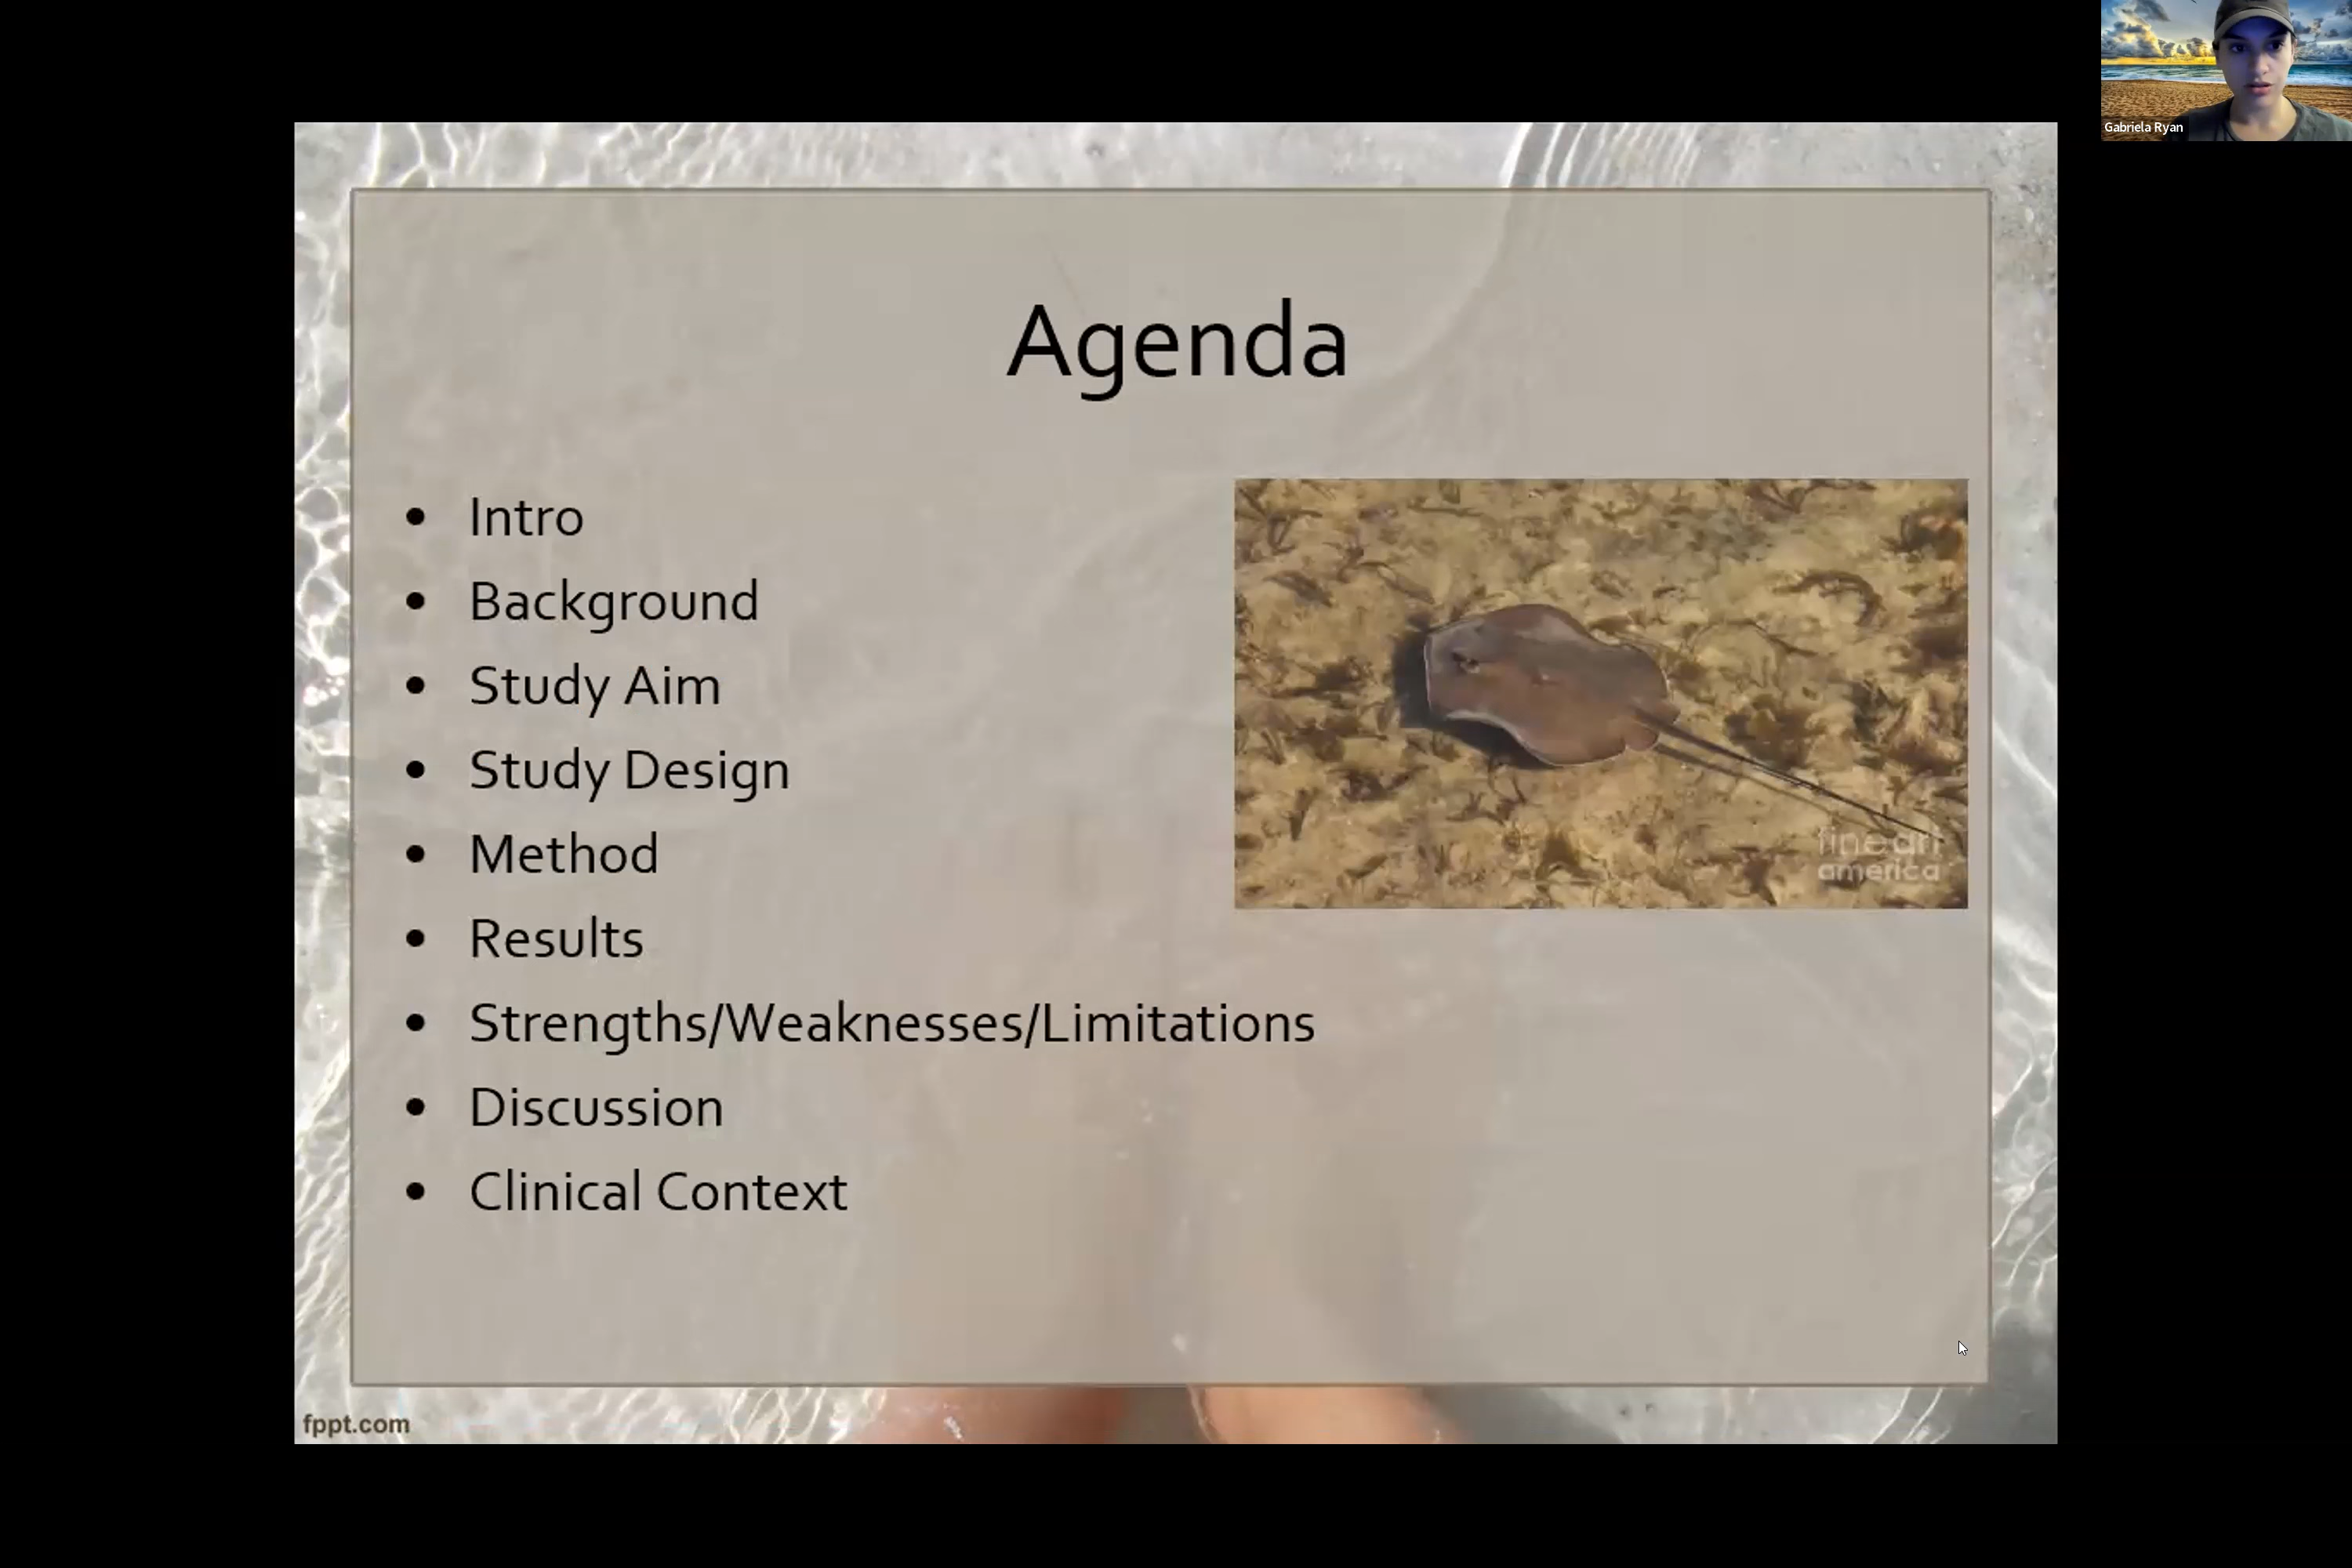 Gabriela Ryan
Agenda
• Intro
• Background
• Study Aim
• Study Design
• Method
• Results
• Strengths/Weaknesses/Limitations
• Discussion
• Clinical Context
fine art
america
fppt.com